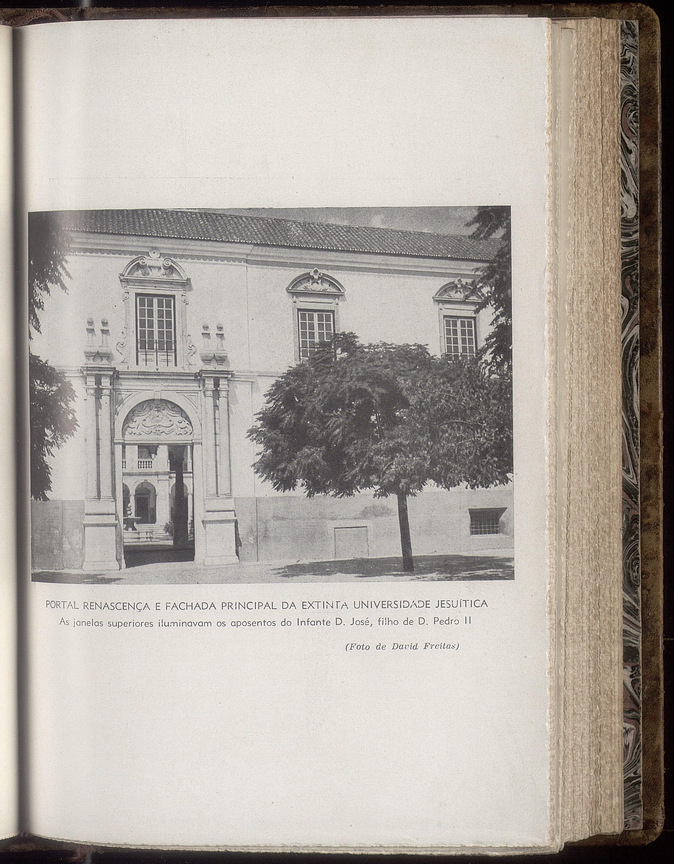 PORTAL RENASCENÇA E FACHADA PRINCIPAL DA EXTINTA UNIVERSIDADE JESUÍTICA
As janelas superiores iluminavam os aposentos do Infante D. José, filho de D. Pedro II
(Foto de David Freitas)